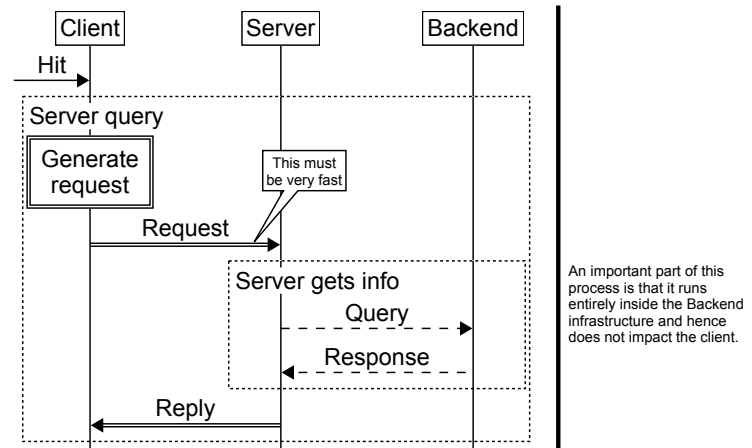 Client
Server
Backend
Hit
Server query
Generate
request
This must
be very fast
Request
Server gets info
Query
Response
Reply
An important part of this
process is that it runs
entirely inside the Backend
infrastructure and hence
does not impact the client.